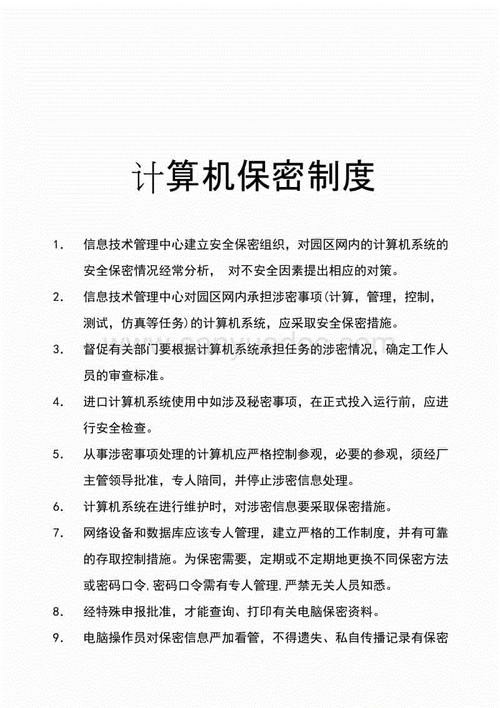 计算机保密制度
1． 信息技术管理中心建立安全保密组织，对园区网内的计算机系统的
安全保密情况经常分析， 对不安全因素提出相应的对策。
2． 信息技术管理中心对园区网内承担涉密事项(计算，管理，控制，
测试，仿真等任务)的计算机系统，应采取安全保密措施。
3． 督促有关部门要根据计算机系统承担任务的涉密情况，确定工作人
员的审查标准。
4． 进口计算机系统使用中如涉及秘密事项，在正式投入运行前，应进
行安全检查。
5． 从事涉密事项处理的计算机应严格控制参观，必要的参观，须经厂
主管领导批准，专人陪同，并停止涉密信息处理。
6． 计算机系统在进行维护时，对涉密信息要采取保密措施。
7． 网络设备和数据库应该专人管理，建立严格的工作制度，并有可靠
的存取控制措施。为保密需要，定期或不定期地更换不同保密方法
或密码口令,密码口令需有专人管理,严禁无关人员知悉。
8． 经特殊申报批准，才能查询、打印有关电脑保密资料。
9． 电脑操作员对保密信息严加看管，不得遗失、私自传播记录有保密